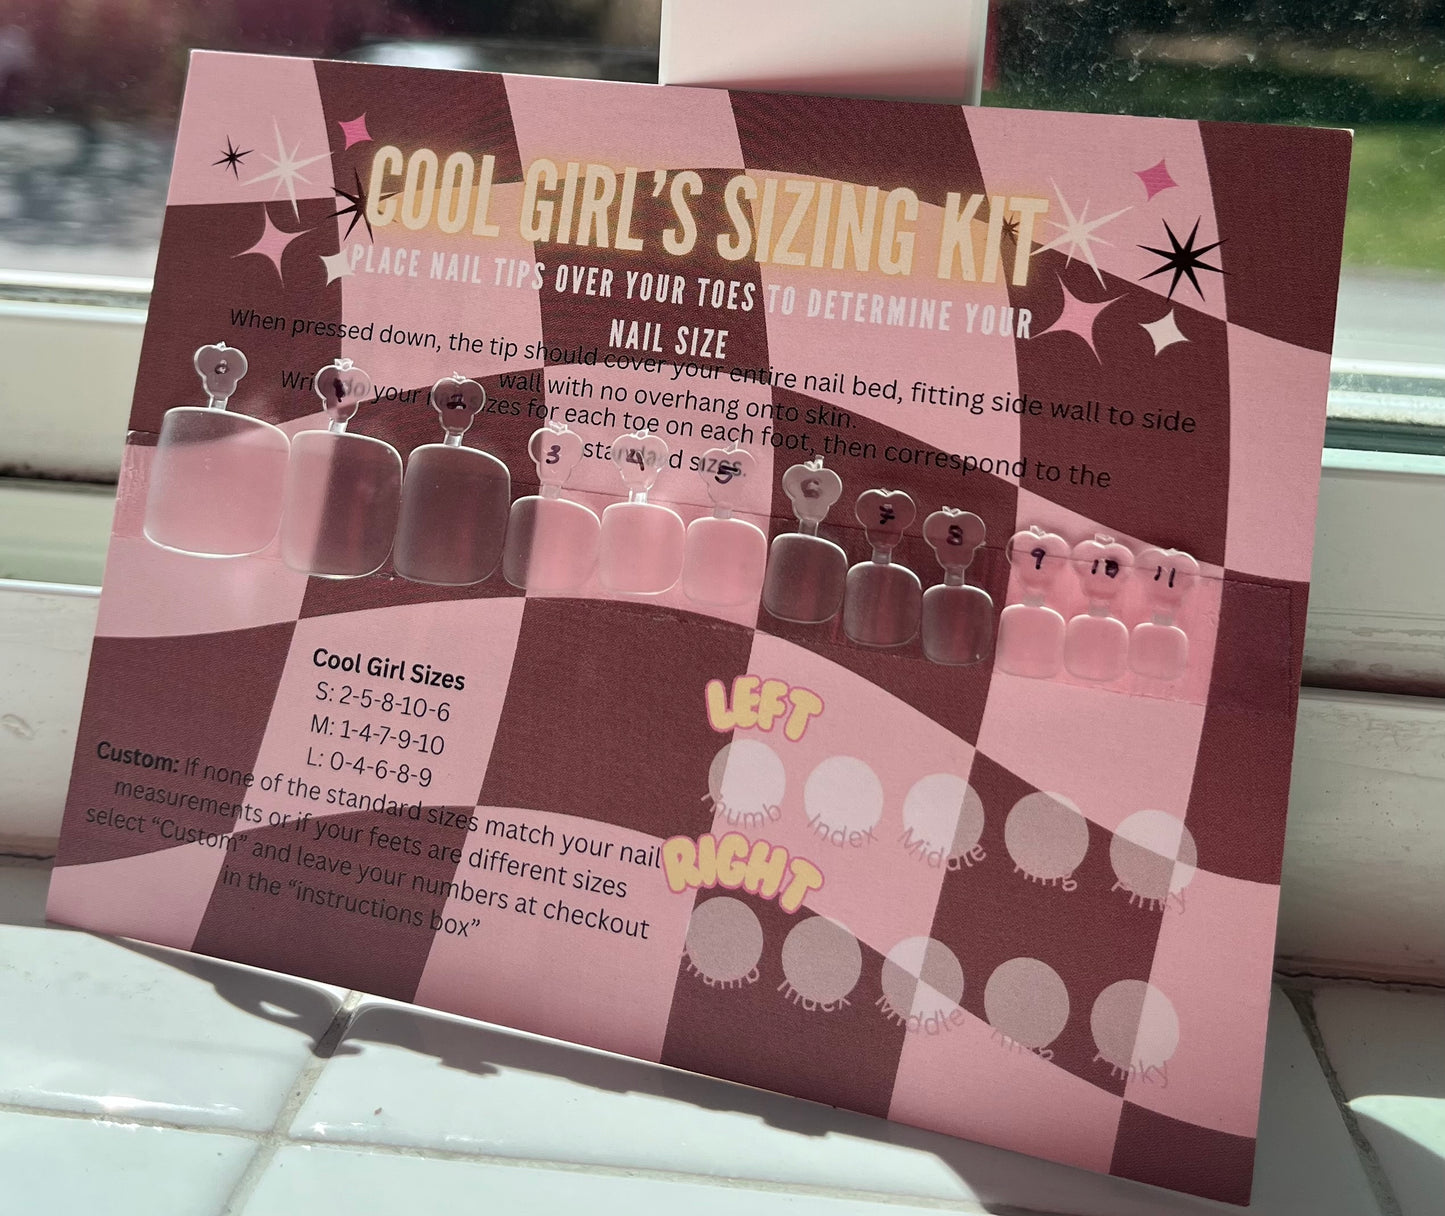 COOL GIRL'S SIZING KIT
PLACE NAIL TIPS OVER YOUR TOES TO DETERMINE YOUR
NAIL SIZE
When pressed down, the tip should cover your entire nail bed, fitting side wall to side
wall with no overhang onto skin.
your sizes for each toe on each foot, then correspond to the
standard sizes.
0 1 2 3 4 5 6 7 8 9 10 11
Cool Girl Sizes
S: 2-5-8-10-6
M: 1-4-7-9-10
L: 0-4-6-8-9
Custom: If none of the standard sizes match your nail
measurements or if your feets are different sizes
select "Custom" and leave your numbers at checkout
in the "instructions box"
LEFT
Thumb Index Middle Ring Pinky
RIGHT
Thumb Index Middle Ring Pinky